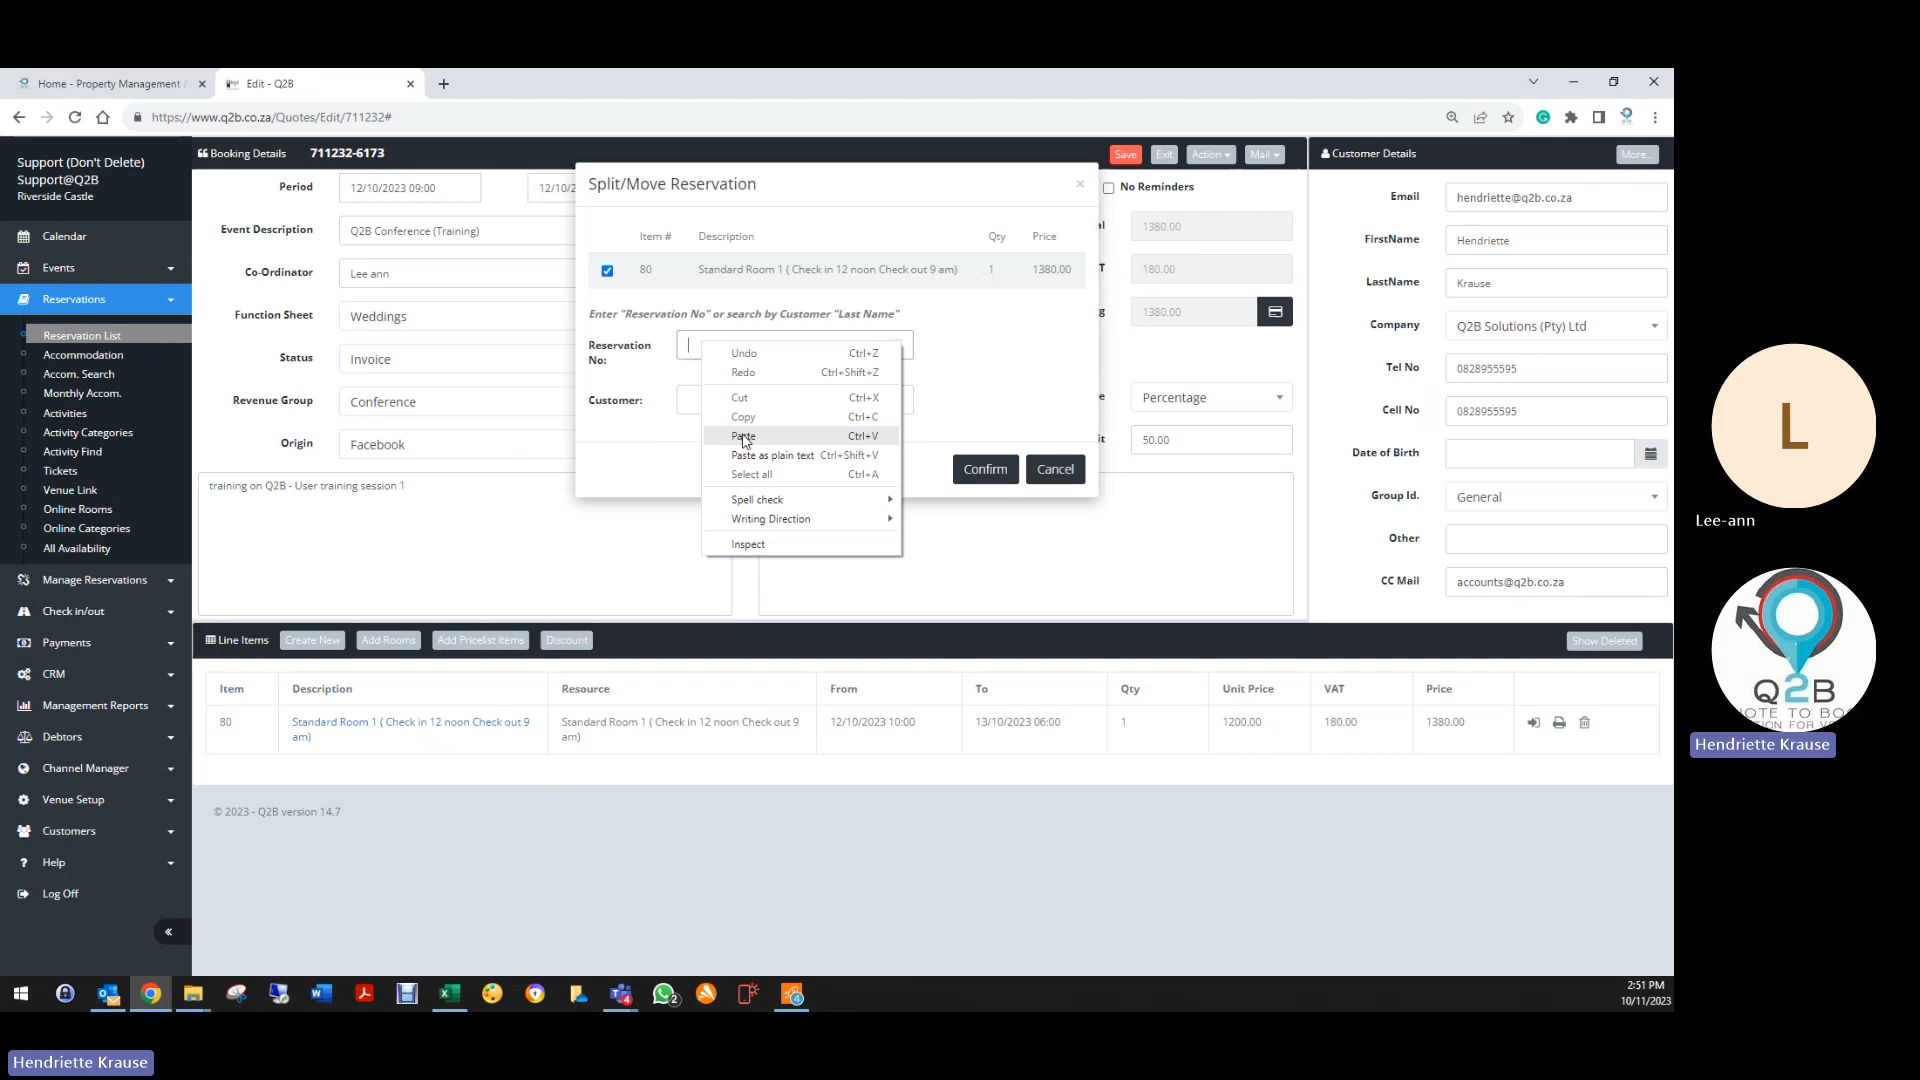 Home - Property Management &
Edit - Q2B
https://www.q2b.co.za/Quotes/Edit/711232#
Support (Don't Delete)
Support@Q2B
Riverside Castle
Calendar
Events
Reservations
Reservation List
Accommodation
Accom. Search
Monthly Accom.
Activities
Activity Categories
Activity Find
Tickets
Venue Link
Online Rooms
Online Categories
All Availability
Manage Reservations
Check in/out
Payments
CRM
Management Reports
Debtors
Channel Manager
Venue Setup
Customers
Help
Log Off
Booking Details 711232-6173
Save Exit Action Mail
Period 12/10/2023 09:00 12/10/2
Event Description Q2B Conference (Training)
Co-Ordinator Lee ann
Function Sheet Weddings
Status Invoice
Revenue Group Conference
Origin Facebook
training on Q2B - User training session 1
Split/Move Reservation
×
Item # Description Qty Price
80 Standard Room 1 ( Check in 12 noon Check out 9 am) 1 1380.00
Enter "Reservation No" or search by Customer "Last Name"
Reservation
No:
Customer:
Confirm Cancel
Undo Ctrl+Z
Redo Ctrl+Shift+Z
Cut Ctrl+X
Copy Ctrl+C
Paste Ctrl+V
Paste as plain text Ctrl+Shift+V
Select all Ctrl+A
Spell check
Writing Direction
Inspect
No Reminders
al 1380.00
T 180.00
g 1380.00
e Percentage
it 50.00
Customer Details More...
Email hendriette@q2b.co.za
FirstName Hendriette
LastName Krause
Company Q2B Solutions (Pty) Ltd
Tel No 0828955595
Cell No 0828955595
Date of Birth
Group Id. General
Other
CC Mail accounts@q2b.co.za
Line Items Create New Add Rooms Add Pricelist Items Discount Show Deleted
Item Description Resource From To Qty Unit Price VAT Price
80 Standard Room 1 ( Check in 12 noon Check out 9 Standard Room 1 ( Check in 12 noon Check out 9 12/10/2023 10:00 13/10/2023 06:00 1 1200.00 180.00 1380.00
am) am)
© 2023 - Q2B version 14.7
2:51 PM
10/11/2023
L
Lee-ann
Q2B
Hendriette Krause
Hendriette Krause